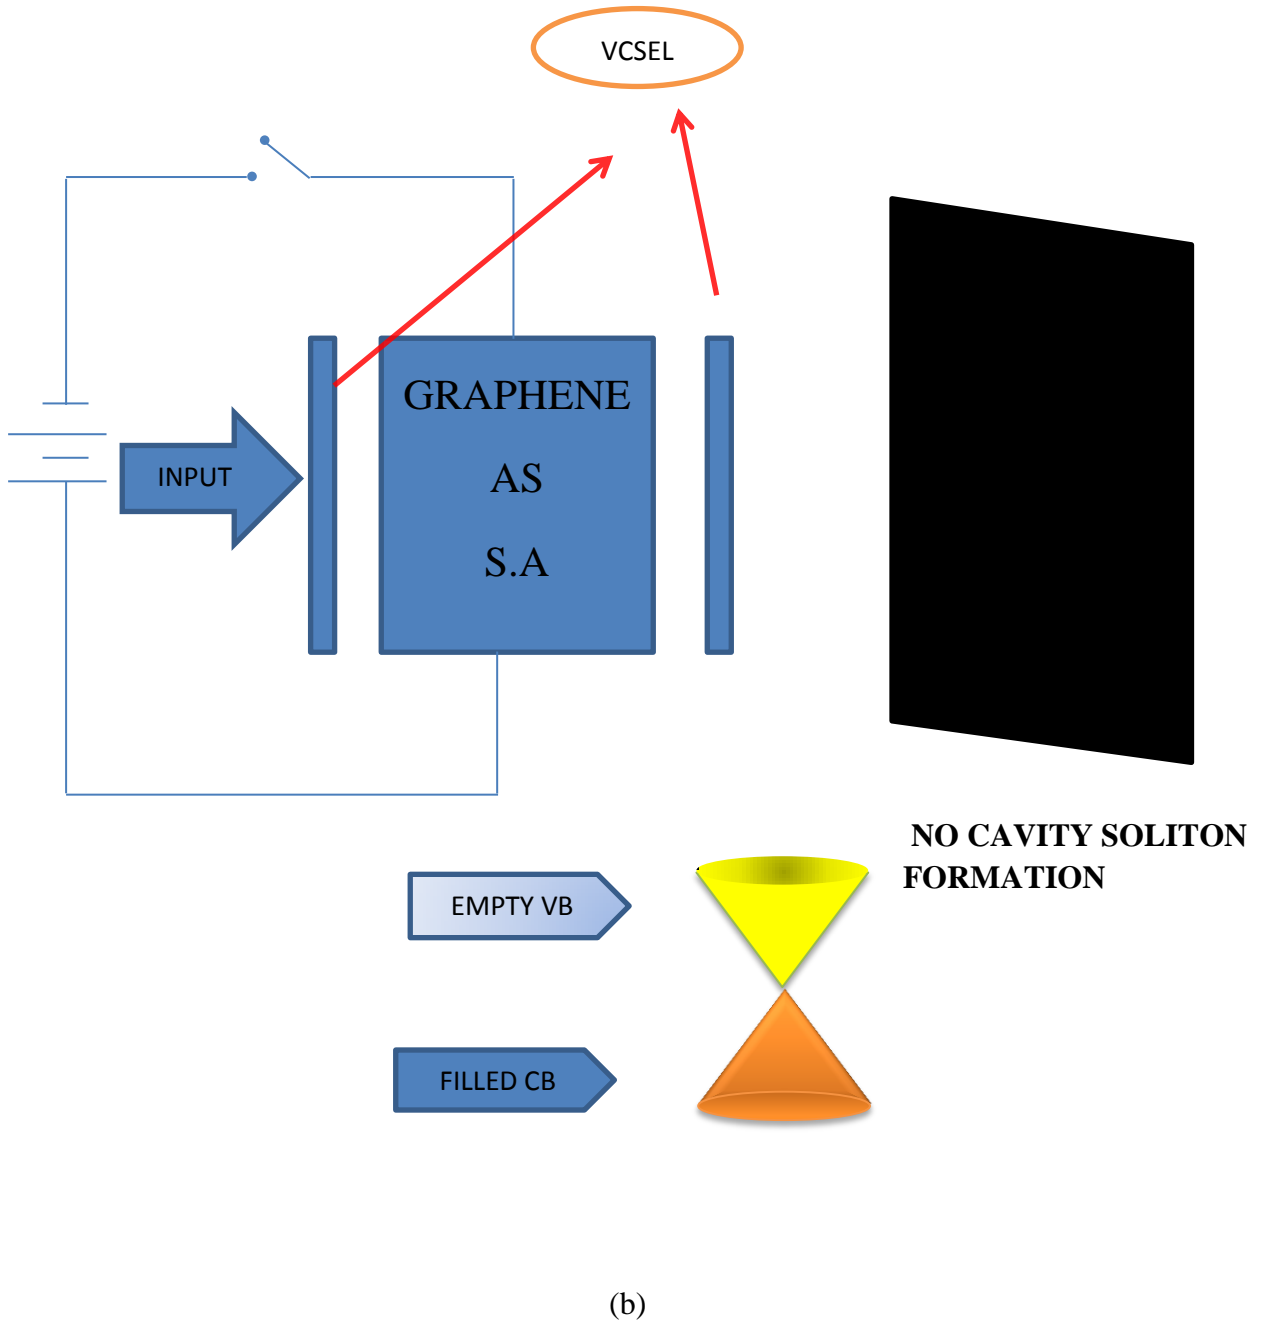 VCSEL
GRAPHENE
AS
S.A
INPUT
NO CAVITY SOLITON
FORMATION
EMPTY VB
FILLED CB
(b)